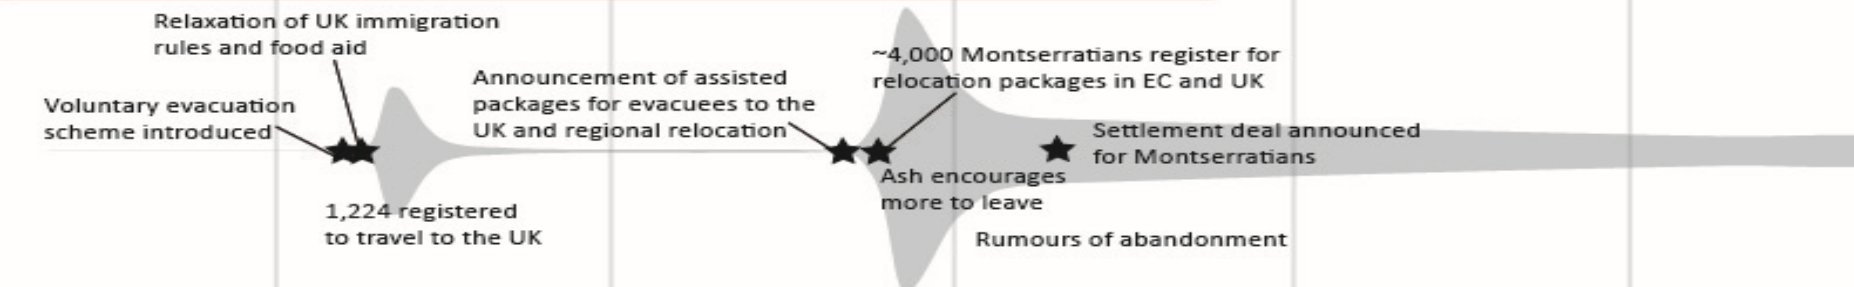 Relaxation of UK immigration
rules and food aid
Voluntary evacuation
scheme introduced
1,224 registered
to travel to the UK
Announcement of assisted
packages for evacuees to the
UK and regional relocation
~4,000 Montserratians register for
relocation packages in EC and UK
Ash encourages
more to leave
Rumours of abandonment
Settlement deal announced
for Montserratians